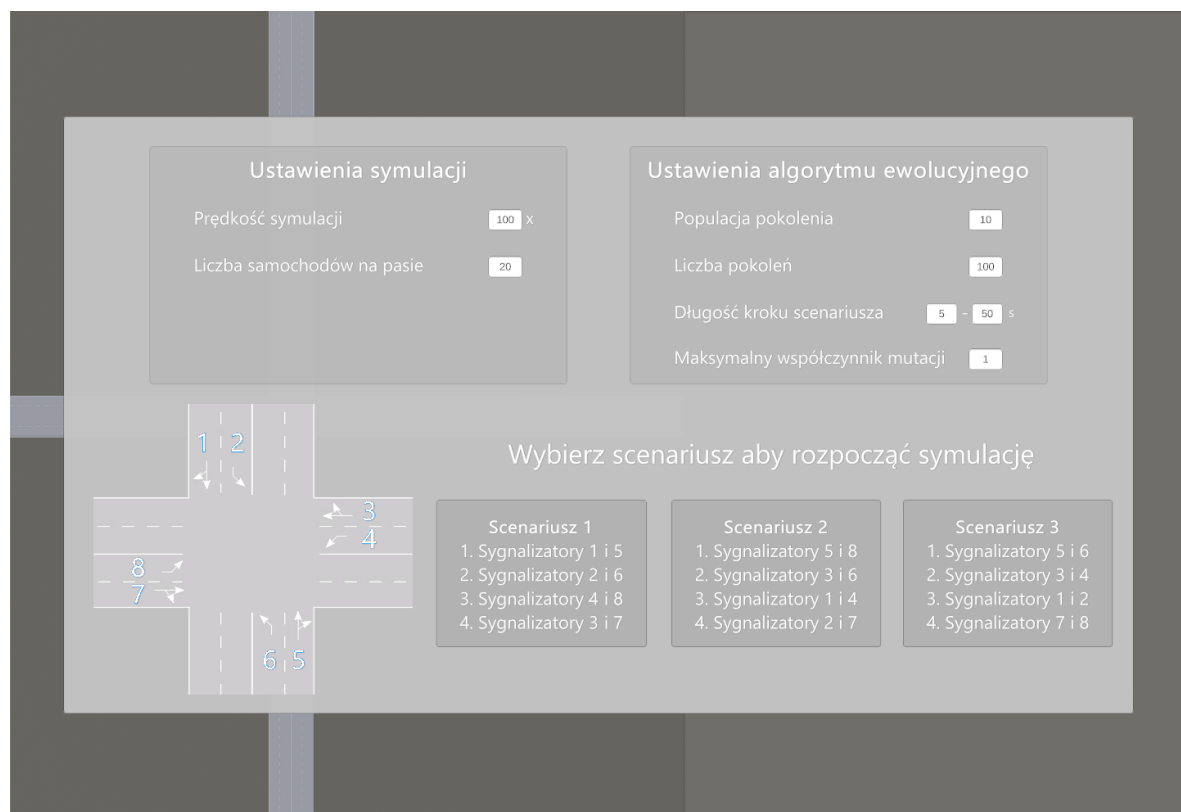 Ustawienia symulacji
Prędkość symulacji 100 x
Liczba samochodów na pasie 20
Ustawienia algorytmu ewolucyjnego
Populacja pokolenia 10
Liczba pokoleń 100
Długość kroku scenariusza 5 - 50 s
Maksymalny współczynnik mutacji 1
1 2
3
4
8
7
6 5
Wybierz scenariusz aby rozpocząć symulację
Scenariusz 1
1. Sygnalizatory 1 i 5
2. Sygnalizatory 2 i 6
3. Sygnalizatory 4 i 8
4. Sygnalizatory 3 i 7
Scenariusz 2
1. Sygnalizatory 5 i 8
2. Sygnalizatory 3 i 6
3. Sygnalizatory 1 i 4
4. Sygnalizatory 2 i 7
Scenariusz 3
1. Sygnalizatory 5 i 6
2. Sygnalizatory 3 i 4
3. Sygnalizatory 1 i 2
4. Sygnalizatory 7 i 8